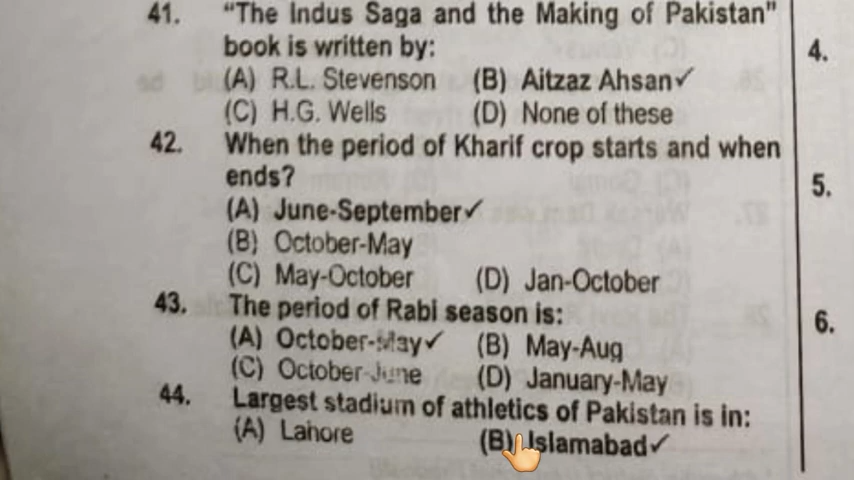 41. "The Indus Saga and the Making of Pakistan"
book is written by:
(A) R.L. Stevenson (B) Aitzaz Ahsan✓
(C) H.G. Wells (D) None of these
42. When the period of Kharif crop starts and when
ends?
(A) June-September✓
(B) October-May
(C) May-October (D) Jan-October
43. The period of Rabi season is:
(A) October-May✓ (B) May-Aug
(C) October-June (D) January-May
44. Largest stadium of athletics of Pakistan is in:
(A) Lahore (B) Islamabad✓
4.
5.
6.